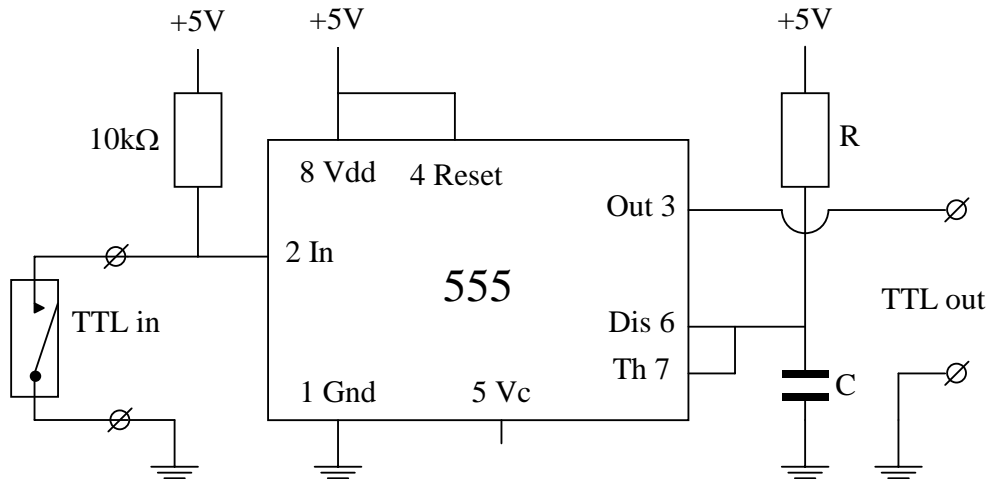 +5V
+5V
+5V
10kΩ
R
8 Vdd
4 Reset
Out 3
2 In
555
TTL in
TTL out
Dis 6
Th 7
1 Gnd
5 Vc
C